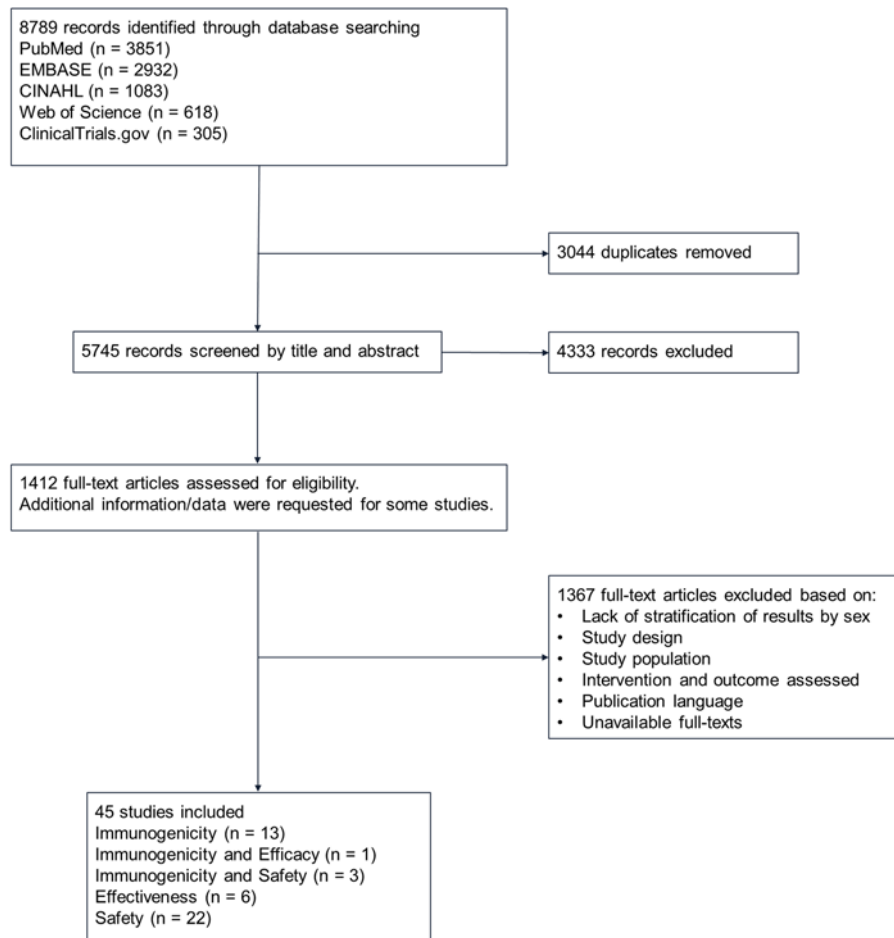 8789 records identified through database searching
PubMed (n = 3851)
EMBASE (n = 2932)
CINAHL (n = 1083)
Web of Science (n = 618)
ClinicalTrials.gov (n = 305)
3044 duplicates removed
5745 records screened by title and abstract
4333 records excluded
1412 full-text articles assessed for eligibility.
Additional information/data were requested for some studies.
1367 full-text articles excluded based on:
• Lack of stratification of results by sex
• Study design
• Study population
• Intervention and outcome assessed
• Publication language
• Unavailable full-texts
45 studies included
Immunogenicity (n = 13)
Immunogenicity and Efficacy (n = 1)
Immunogenicity and Safety (n = 3)
Effectiveness (n = 6)
Safety (n = 22)